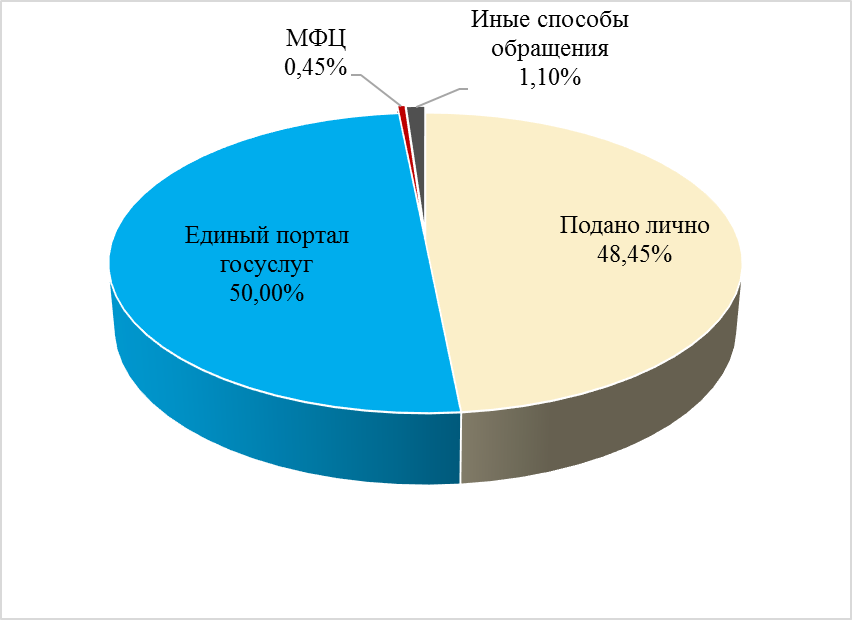 МФЦ
0,45%
Иные способы
обращения
1,10%
Единый портал
госуслуг
50,00%
Подано лично
48,45%